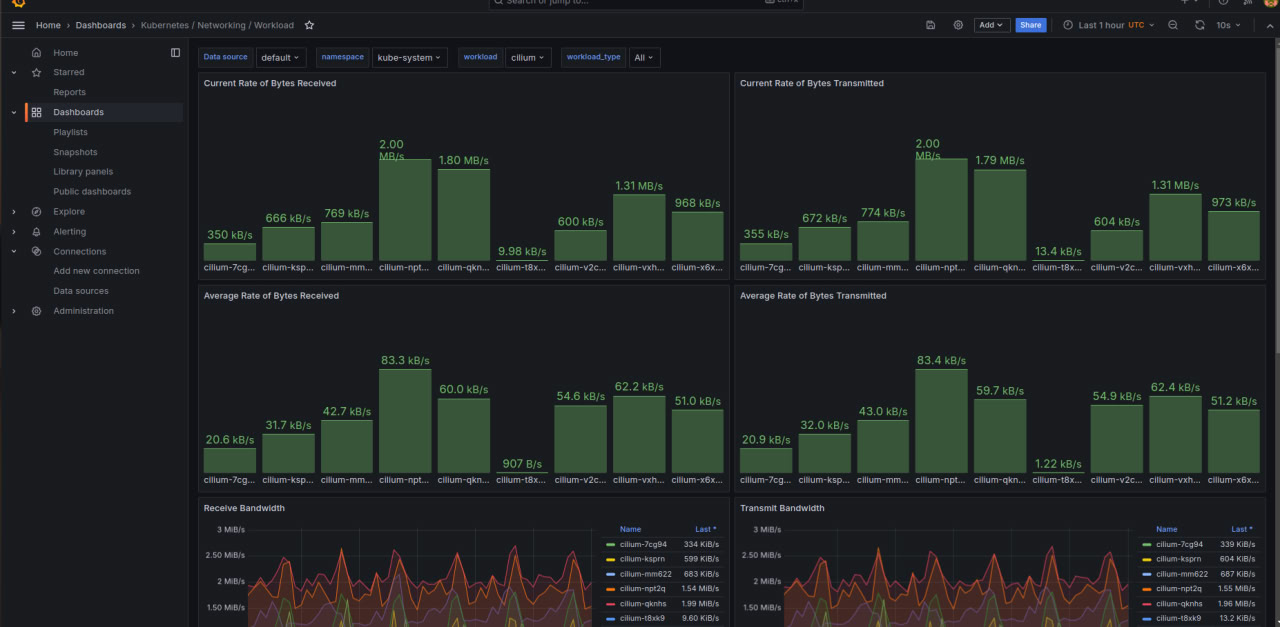 Search or jump to...
Home > Dashboards > Kubernetes / Networking / Workload
Add
Share
Last 1 hour UTC
10s
Home
Starred
Reports
Dashboards
Playlists
Snapshots
Library panels
Public dashboards
Explore
Alerting
Connections
Add new connection
Data sources
Administration
Data source default namespace kube-system workload cilium workload_type All
Current Rate of Bytes Received
350 kB/s 666 kB/s 769 kB/s 2.00 MB/s 1.80 MB/s 9.98 kB/s 600 kB/s 1.31 MB/s 968 kB/s
cilium-7cg... cilium-ksp... cilium-mm... cilium-npt... cilium-qkn... cilium-t8x... cilium-v2c... cilium-vxh... cilium-x6x...
Current Rate of Bytes Transmitted
355 kB/s 672 kB/s 774 kB/s 2.00 MB/s 1.79 MB/s 13.4 kB/s 604 kB/s 1.31 MB/s 973 kB/s
cilium-7cg... cilium-ksp... cilium-mm... cilium-npt... cilium-qkn... cilium-t8x... cilium-v2c... cilium-vxh... cilium-x6x...
Average Rate of Bytes Received
20.6 kB/s 31.7 kB/s 42.7 kB/s 83.3 kB/s 60.0 kB/s 907 B/s 54.6 kB/s 62.2 kB/s 51.0 kB/s
cilium-7cg... cilium-ksp... cilium-mm... cilium-npt... cilium-qkn... cilium-t8x... cilium-v2c... cilium-vxh... cilium-x6x...
Average Rate of Bytes Transmitted
20.9 kB/s 32.0 kB/s 43.0 kB/s 83.4 kB/s 59.7 kB/s 1.22 kB/s 54.9 kB/s 62.4 kB/s 51.2 kB/s
cilium-7cg... cilium-ksp... cilium-mm... cilium-npt... cilium-qkn... cilium-t8x... cilium-v2c... cilium-vxh... cilium-x6x...
Receive Bandwidth
3 MiB/s
2.50 MiB/s
2 MiB/s
1.50 MiB/s
Name Last *
cilium-7cg94 334 KiB/s
cilium-ksprn 599 KiB/s
cilium-mm622 683 KiB/s
cilium-npt2q 1.54 MiB/s
cilium-qknhs 1.99 MiB/s
cilium-t8xk9 9.60 KiB/s
Transmit Bandwidth
3 MiB/s
2.50 MiB/s
2 MiB/s
1.50 MiB/s
Name Last *
cilium-7cg94 339 KiB/s
cilium-ksprn 604 KiB/s
cilium-mm622 687 KiB/s
cilium-npt2q 1.55 MiB/s
cilium-qknhs 1.96 MiB/s
cilium-t8xk9 13.2 KiB/s